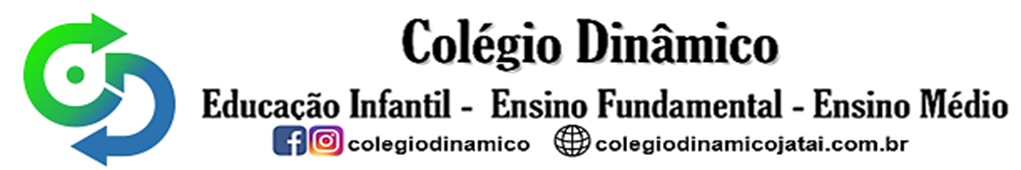 Colégio Dinâmico
Educação Infantil - Ensino Fundamental - Ensino Médio
colegiodinamico colegiodinamicojatai.com.br